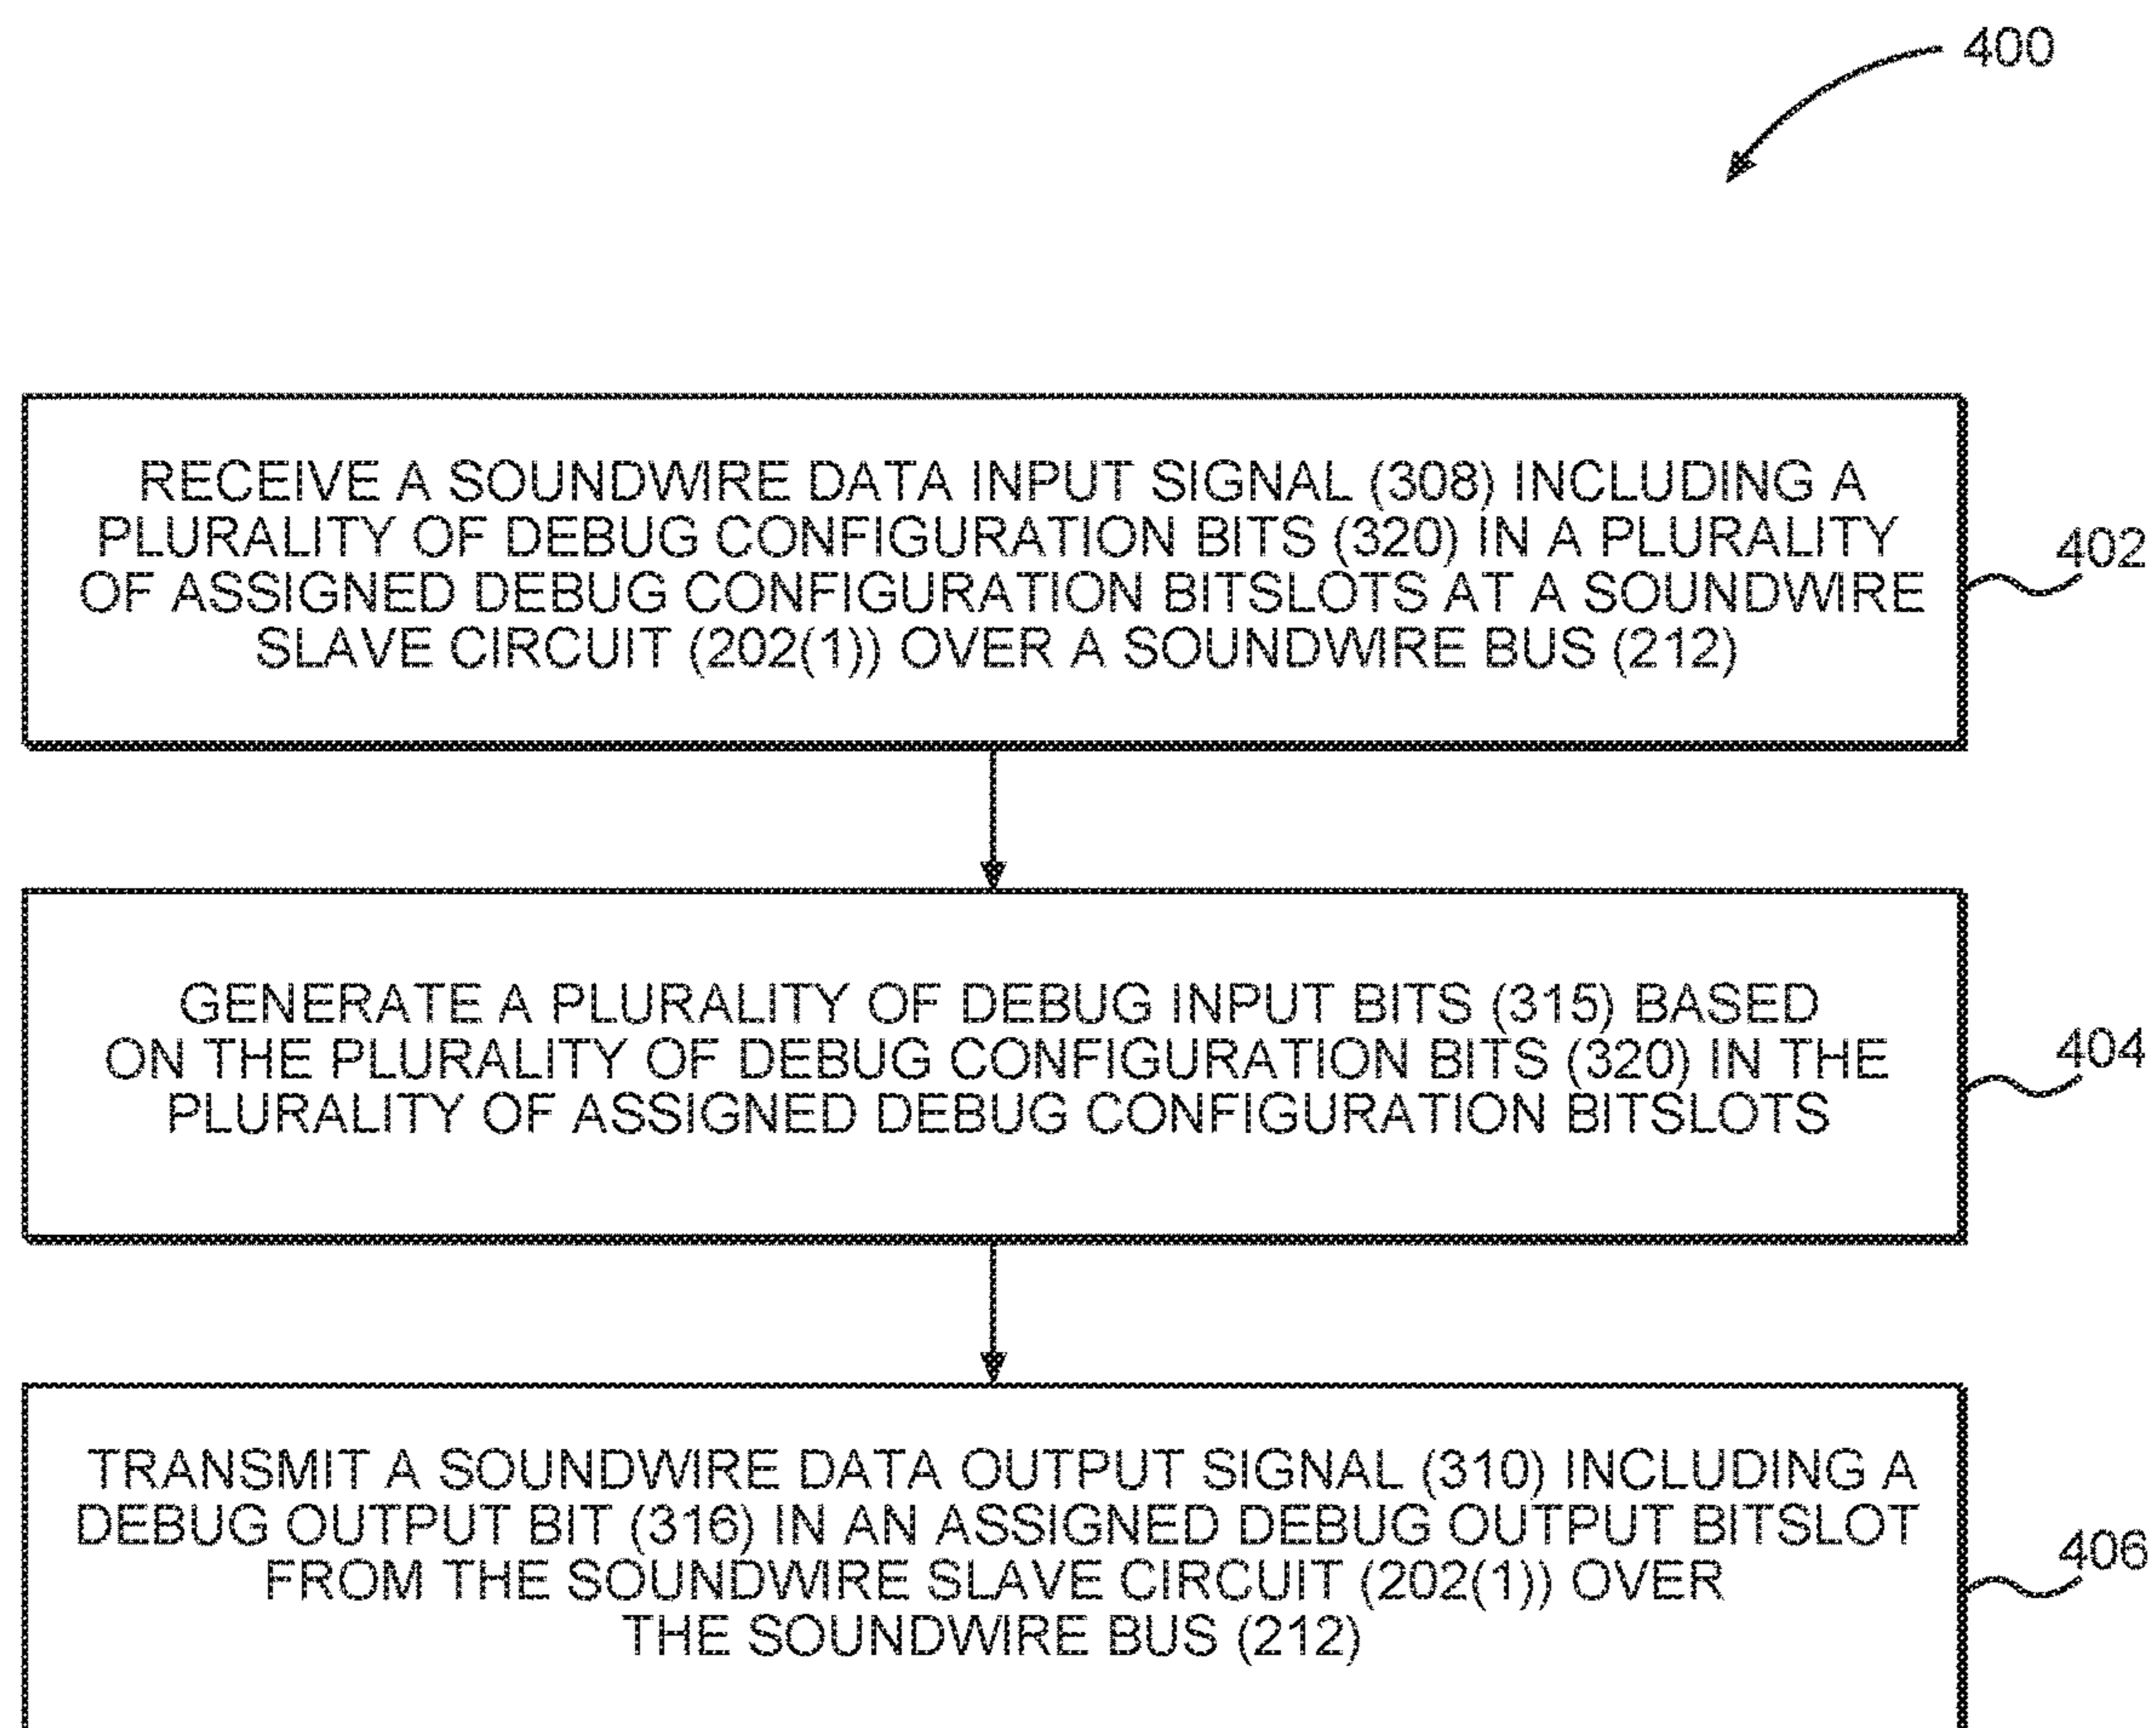 400
RECEIVE A SOUNDWIRE DATA INPUT SIGNAL (308) INCLUDING A
PLURALITY OF DEBUG CONFIGURATION BITS (320) IN A PLURALITY
OF ASSIGNED DEBUG CONFIGURATION BITSLOTS AT A SOUNDWIRE
SLAVE CIRCUIT (202(1)) OVER A SOUNDWIRE BUS (212)
402
GENERATE A PLURALITY OF DEBUG INPUT BITS (315) BASED
ON THE PLURALITY OF DEBUG CONFIGURATION BITS (320) IN THE
PLURALITY OF ASSIGNED DEBUG CONFIGURATION BITSLOTS
404
TRANSMIT A SOUNDWIRE DATA OUTPUT SIGNAL (310) INCLUDING A
DEBUG OUTPUT BIT (316) IN AN ASSIGNED DEBUG OUTPUT BITSLOT
FROM THE SOUNDWIRE SLAVE CIRCUIT (202(1)) OVER
THE SOUNDWIRE BUS (212)
406